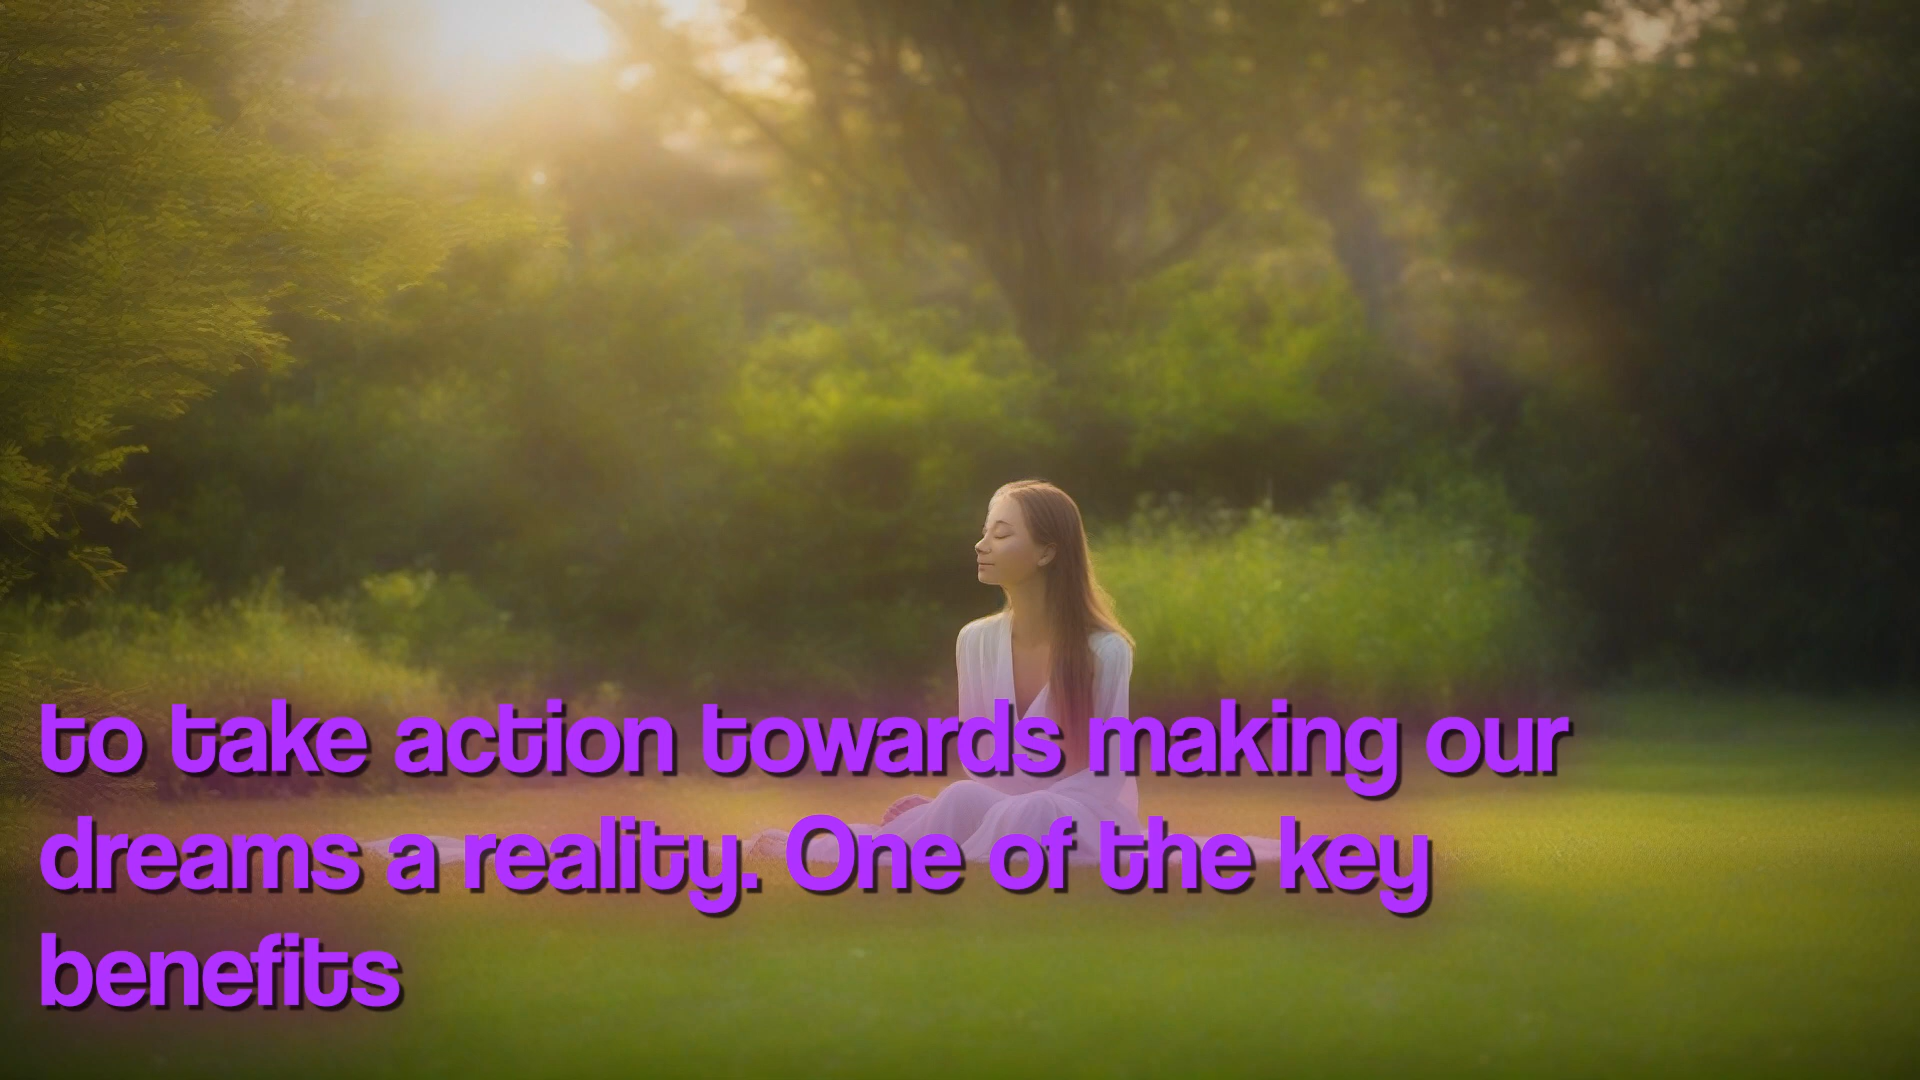 to take action towards making our
dreams a reality. One of the key
benefits